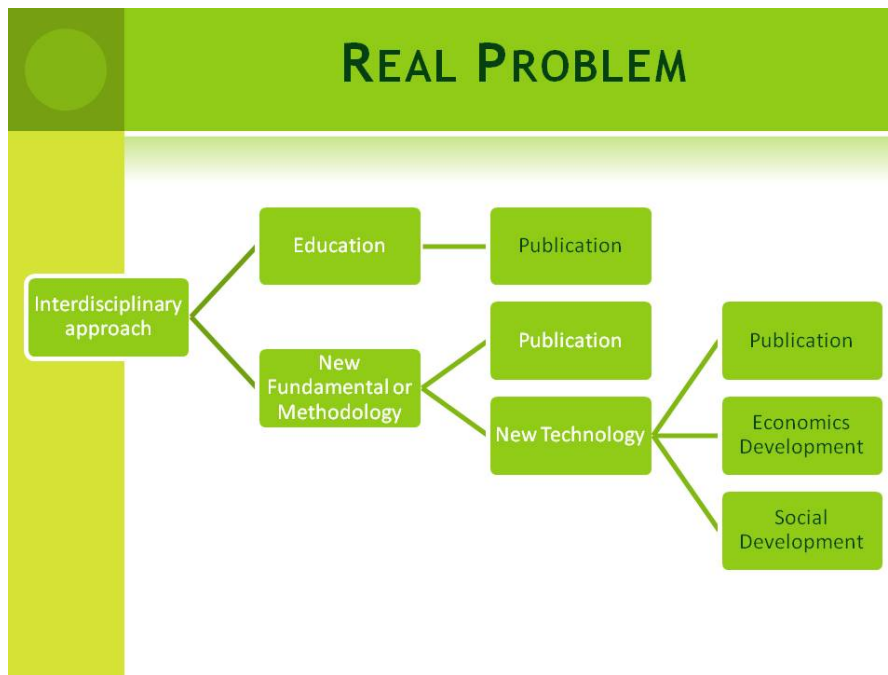 REAL PROBLEM
Interdisciplinary
approach
Education
Publication
New
Fundamental or
Methodology
Publication
New Technology
Publication
Economics
Development
Social
Development